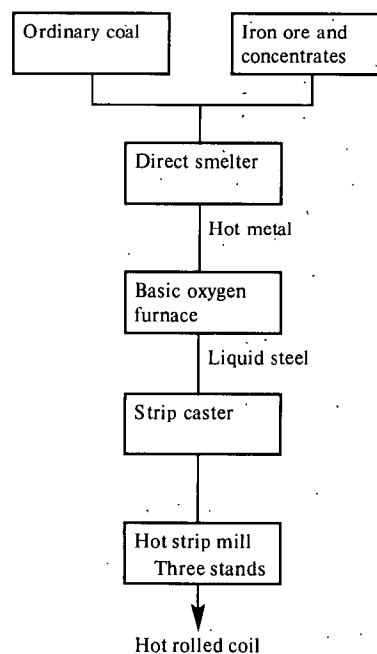 Ordinary coal
Iron ore and
concentrates
Direct smelter
Hot metal
Basic oxygen
furnace
Liquid steel
Strip caster
Hot strip mill
Three stands
Hot rolled coil